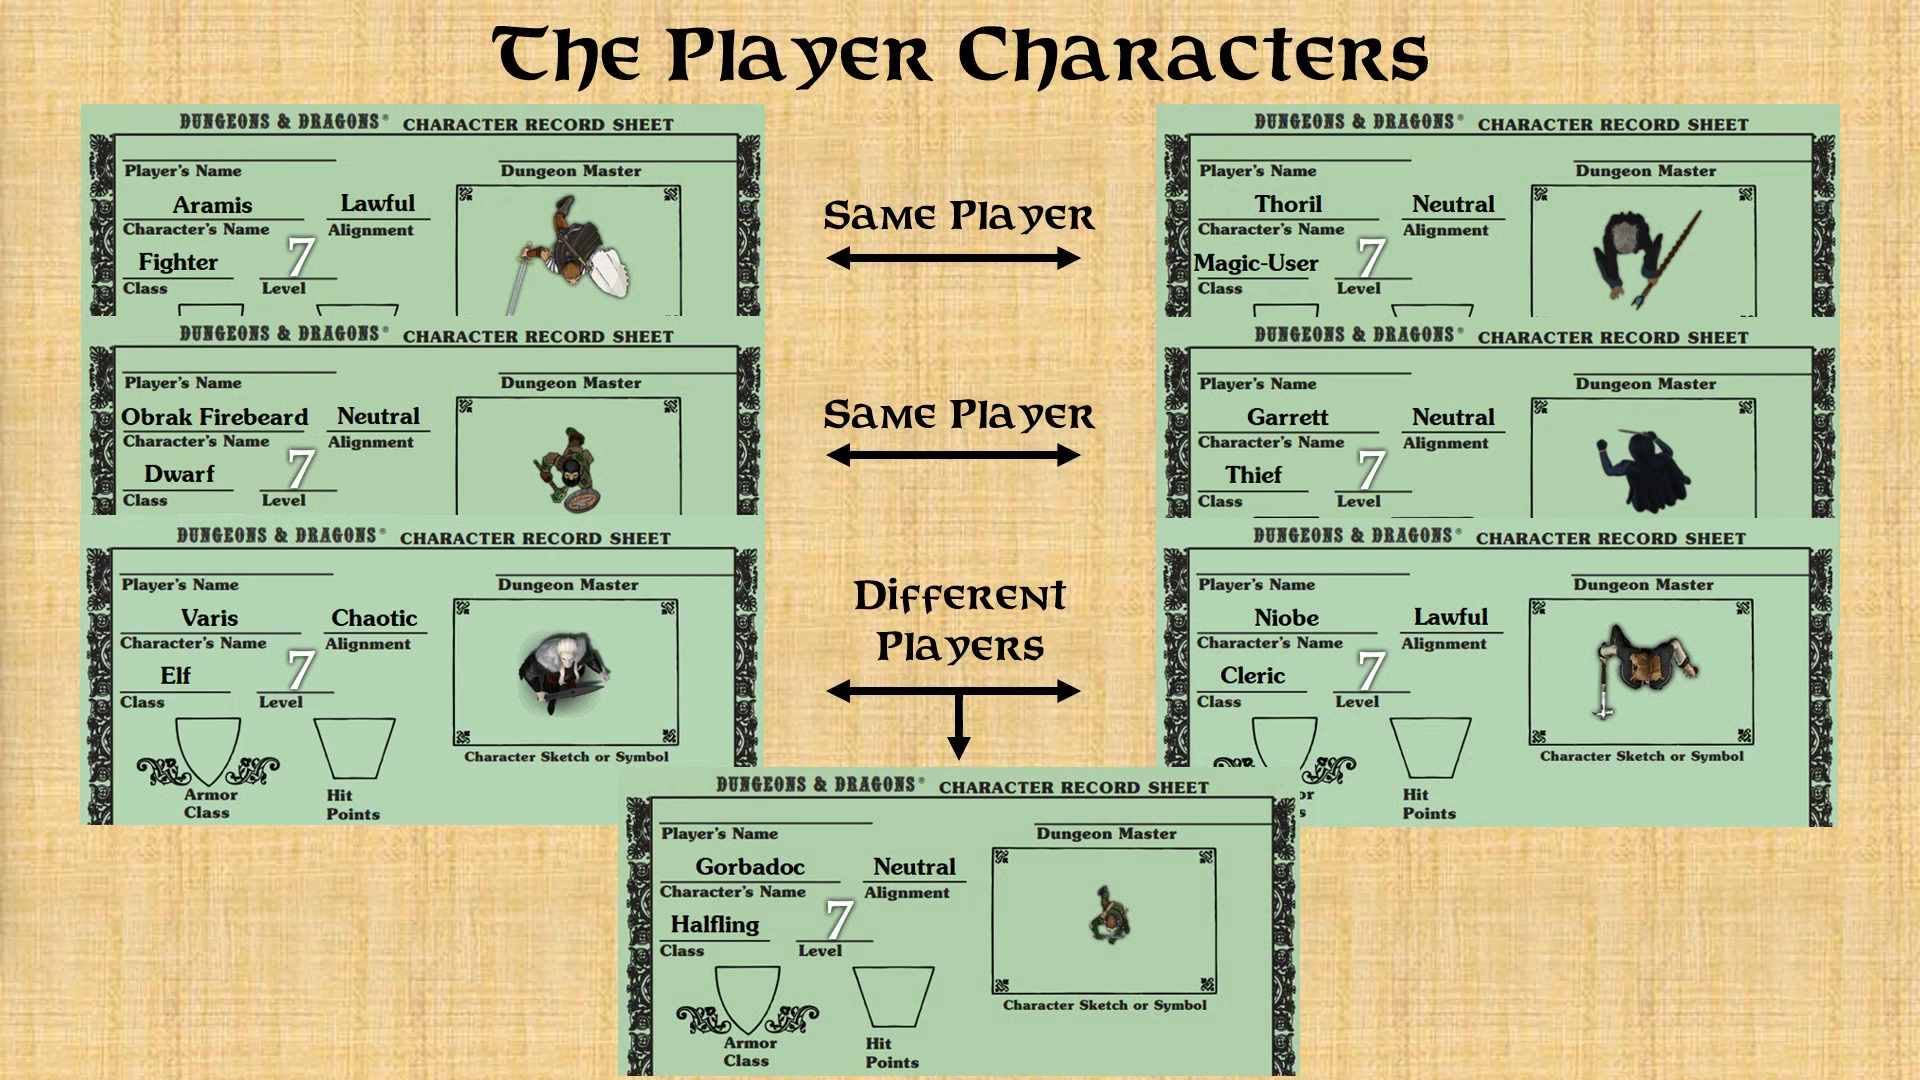 The Player Characters
DUNGEONS & DRAGONS® CHARACTER RECORD SHEET
Player's Name Dungeon Master
Aramis Lawful
Character's Name Alignment
Fighter 7
Class Level
Same Player
DUNGEONS & DRAGONS® CHARACTER RECORD SHEET
Player's Name Dungeon Master
Thoril Neutral
Character's Name Alignment
Magic-User 7
Class Level
DUNGEONS & DRAGONS® CHARACTER RECORD SHEET
Player's Name Dungeon Master
Obrak Firebeard Neutral
Character's Name Alignment
Dwarf 7
Class Level
Same Player
DUNGEONS & DRAGONS® CHARACTER RECORD SHEET
Player's Name Dungeon Master
Garrett Neutral
Character's Name Alignment
Thief 7
Class Level
DUNGEONS & DRAGONS® CHARACTER RECORD SHEET
Player's Name Dungeon Master
Varis Chaotic
Character's Name Alignment
Elf 7
Class Level
Character Sketch or Symbol
Armor Hit
Class Points
Different
Players
DUNGEONS & DRAGONS® CHARACTER RECORD SHEET
Player's Name Dungeon Master
Niobe Lawful
Character's Name Alignment
Cleric 7
Class Level
Character Sketch or Symbol
or Hit
s Points
DUNGEONS & DRAGONS® CHARACTER RECORD SHEET
Player's Name Dungeon Master
Gorbadoc Neutral
Character's Name Alignment
Halfling 7
Class Level
Character Sketch or Symbol
Armor Hit
Class Points